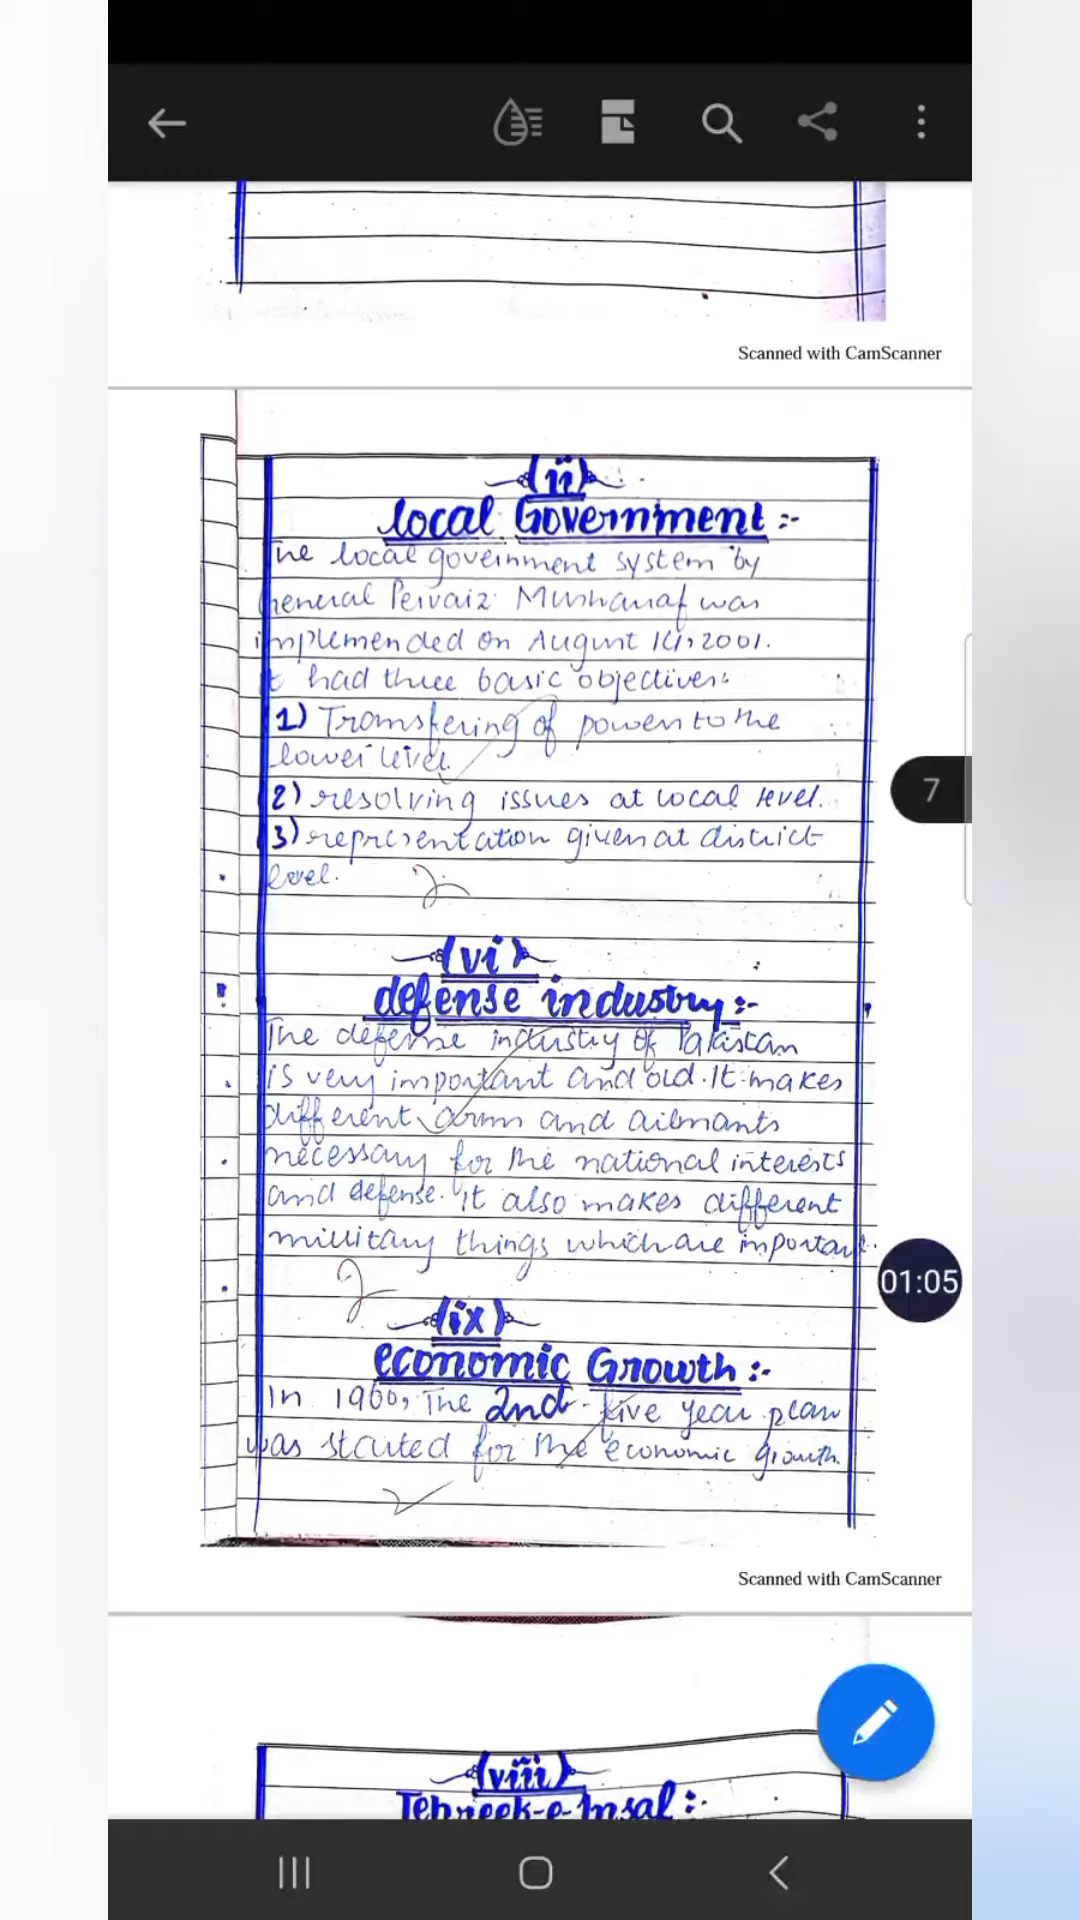 Scanned with CamScanner
(ii)
local Government :-
The local government system by
General Pervaiz Musharraf was
implemended on August 14, 2001.
It had three basic objectives:
1) Transfering of power to the
lower level.
2) resolving issues at local level.
3) representation given at district
level.
7
(vi)
defense industry :-
The defense industry of Pakistan
is very important and old. It makes
different arms and
necessary for the national interests
and defense. It also makes different
military things which are important.
01:05
(ix)
economic Growth :-
In 1960, The 2nd five year plan
was started for the economic growth.
Scanned with CamScanner
(viii)
Tehreek-e-Insaf :-